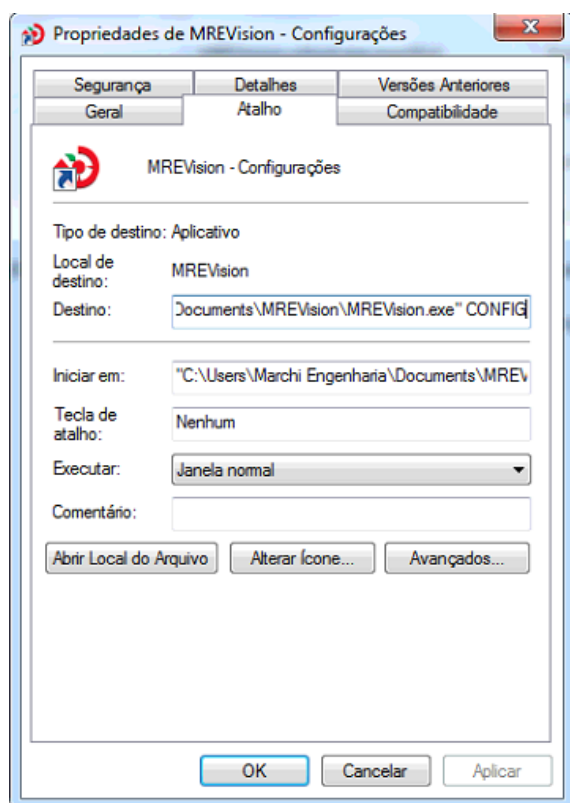 Propriedades de MREVision - Configurações
Segurança
Detalhes
Versões Anteriores
Geral
Atalho
Compatibilidade
MREVision - Configurações
Tipo de destino: Aplicativo
Local de destino:
MREVision
Destino:
Documents\MREVision\MREVision.exe" CONFIG
Iniciar em:
"C:\Users\Marchi Engenharia\Documents\MREV
Tecla de atalho:
Nenhum
Executar:
Janela normal
Comentário:
Abrir Local do Arquivo
Alterar Ícone...
Avançados...
OK
Cancelar
Aplicar